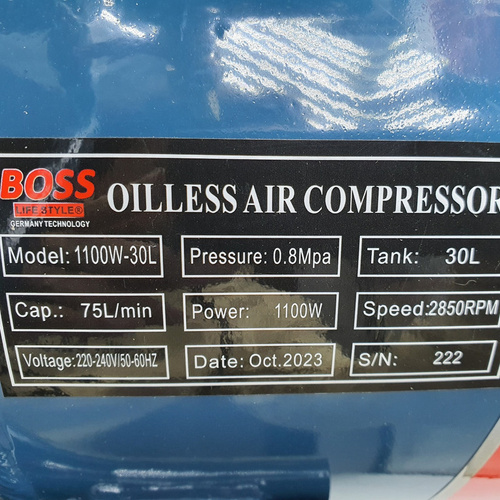 BOSS
LIFE STYLE®
GERMANY TECHNOLOGY
OILLESS AIR COMPRESSOR
Model: 1100W-30L Pressure: 0.8Mpa Tank: 30L
Cap.: 75L/min Power: 1100W Speed:2850RPM
Voltage: 220-240V/50-60HZ Date: Oct.2023 S/N: 222